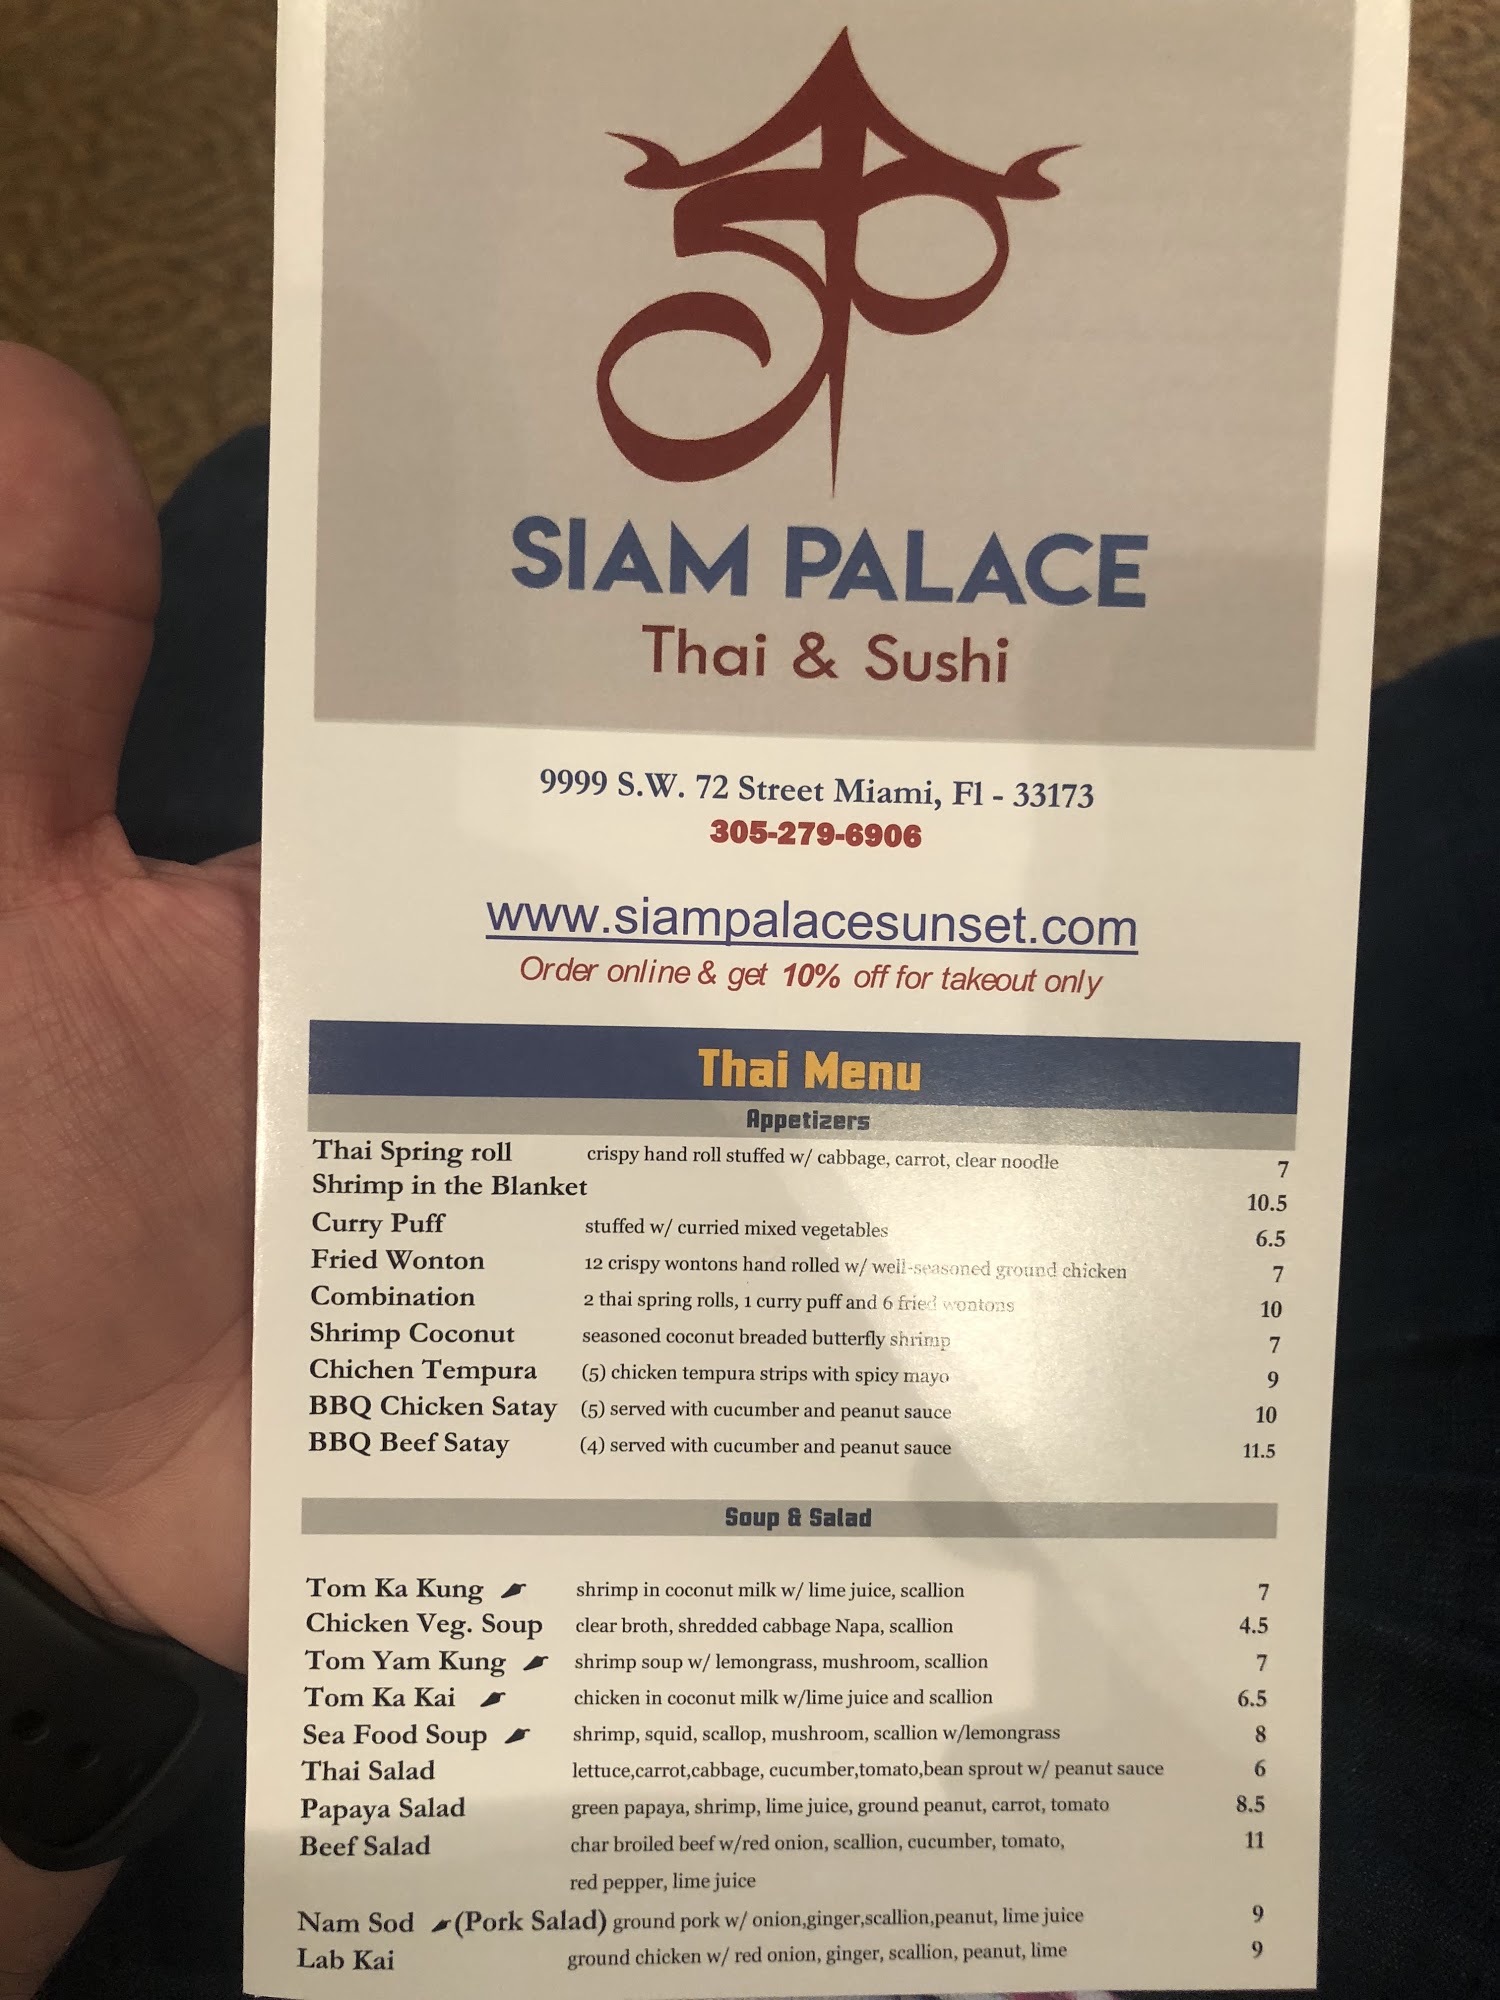 SIAM PALACE
Thai & Sushi
9999 S.W. 72 Street Miami, Fl - 33173
305-279-6906
www.siampalacesunset.com
Order online & get 10% off for takeout only
Thai Menu
Appetizers
Thai Spring roll crispy hand roll stuffed w/ cabbage, carrot, clear noodle 7
Shrimp in the Blanket 10.5
Curry Puff stuffed w/ curried mixed vegetables 6.5
Fried Wonton 12 crispy wontons hand rolled w/ well-seasoned ground chicken 7
Combination 2 thai spring rolls, 1 curry puff and 6 fried wontons 10
Shrimp Coconut seasoned coconut breaded butterfly shrimp 7
Chichen Tempura (5) chicken tempura strips with spicy mayo 9
BBQ Chicken Satay (5) served with cucumber and peanut sauce 10
BBQ Beef Satay (4) served with cucumber and peanut sauce 11.5
Soup & Salad
Tom Ka Kung shrimp in coconut milk w/ lime juice, scallion 7
Chicken Veg. Soup clear broth, shredded cabbage Napa, scallion 4.5
Tom Yam Kung shrimp soup w/ lemongrass, mushroom, scallion 7
Tom Ka Kai chicken in coconut milk w/lime juice and scallion 6.5
Sea Food Soup shrimp, squid, scallop, mushroom, scallion w/lemongrass 8
Thai Salad lettuce,carrot,cabbage, cucumber,tomato,bean sprout w/ peanut sauce 6
Papaya Salad green papaya, shrimp, lime juice, ground peanut, carrot, tomato 8.5
Beef Salad char broiled beef w/red onion, scallion, cucumber, tomato, 11
red pepper, lime juice
Nam Sod (Pork Salad) ground pork w/ onion,ginger,scallion,peanut, lime juice 9
Lab Kai ground chicken w/ red onion, ginger, scallion, peanut, lime 9